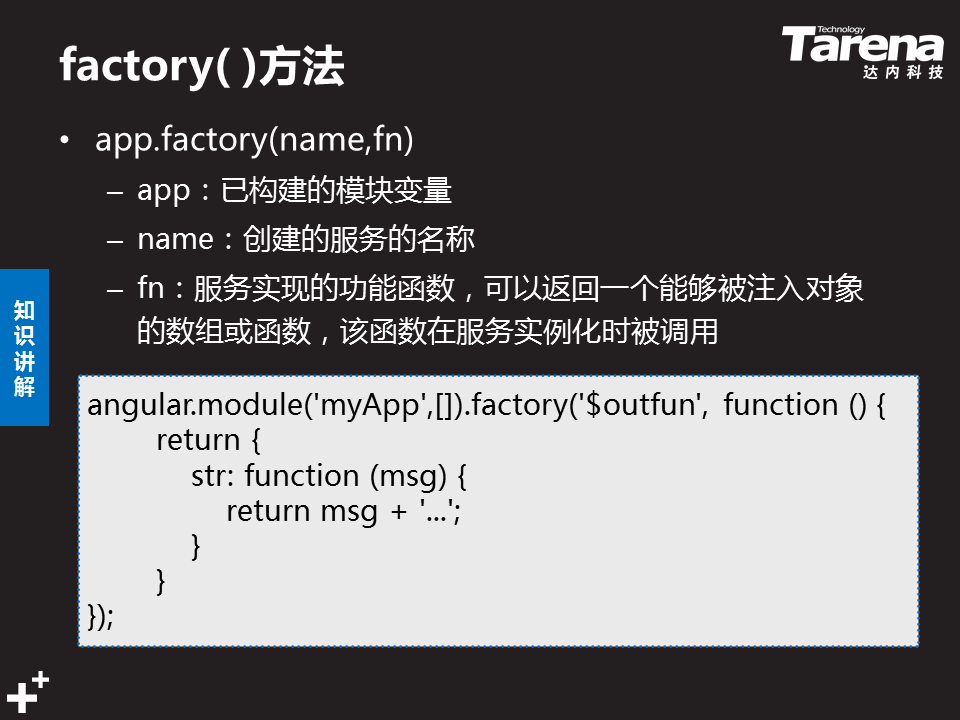 factory( )方法
Technology
Tarena
达内科技
• app.factory(name,fn)
– app：已构建的模块变量
– name：创建的服务的名称
– fn：服务实现的功能函数，可以返回一个能够被注入对象
的数组或函数，该函数在服务实例化时被调用
知
识
讲
解
angular.module('myApp',[]).factory('$outfun', function () {
return {
str: function (msg) {
return msg + '...';
}
}
});